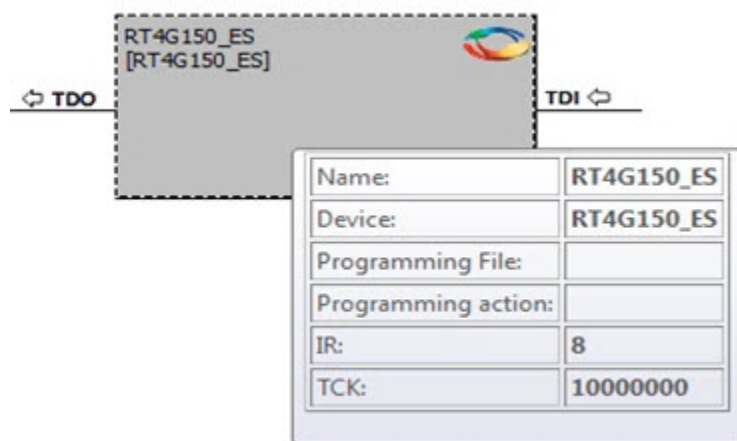 RT4G150_ES
[RT4G150_ES]
TDO
TDI
Name: RT4G150_ES
Device: RT4G150_ES
Programming File:
Programming action:
IR: 8
TCK: 10000000